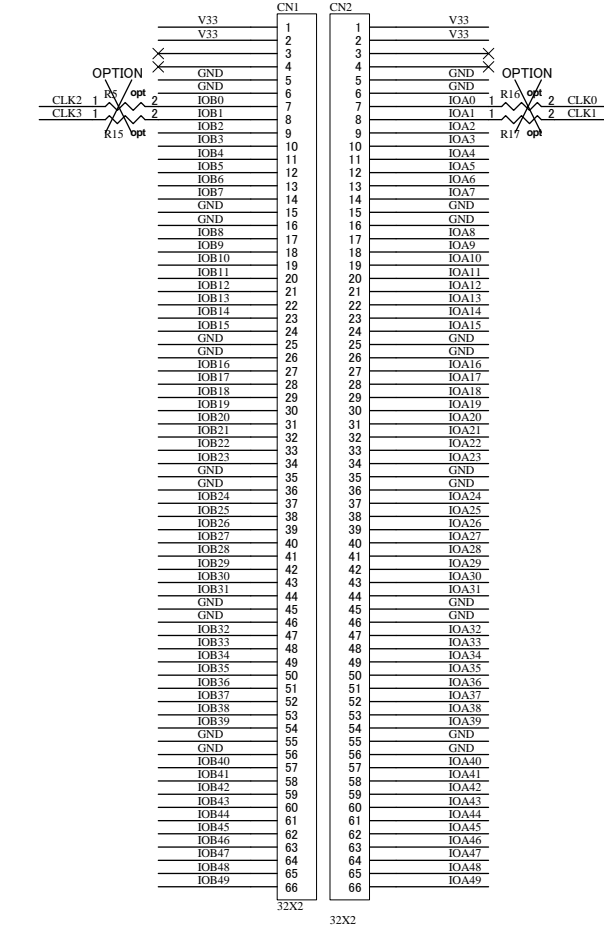 CN1 CN2
V33 1 1 V33
V33 2 2 V33
3 3
4 4
OPTION GND 5 5 GND OPTION
GND 6 6 GND
R5 opt R16 opt
CLK2 1 2 IOB0 7 7 IOA0 1 2 CLK0
CLK3 1 2 IOB1 8 8 IOA1 1 2 CLK1
R15 opt IOB2 9 9 IOA2 R17 opt
IOB3 10 10 IOA3
IOB4 11 11 IOA4
IOB5 12 12 IOA5
IOB6 13 13 IOA6
IOB7 14 14 IOA7
GND 15 15 GND
GND 16 16 GND
IOB8 17 17 IOA8
IOB9 18 18 IOA9
IOB10 19 19 IOA10
IOB11 20 20 IOA11
IOB12 21 21 IOA12
IOB13 22 22 IOA13
IOB14 23 23 IOA14
IOB15 24 24 IOA15
GND 25 25 GND
GND 26 26 GND
IOB16 27 27 IOA16
IOB17 28 28 IOA17
IOB18 29 29 IOA18
IOB19 30 30 IOA19
IOB20 31 31 IOA20
IOB21 32 32 IOA21
IOB22 33 33 IOA22
IOB23 34 34 IOA23
GND 35 35 GND
GND 36 36 GND
IOB24 37 37 IOA24
IOB25 38 38 IOA25
IOB26 39 39 IOA26
IOB27 40 40 IOA27
IOB28 41 41 IOA28
IOB29 42 42 IOA29
IOB30 43 43 IOA30
IOB31 44 44 IOA31
GND 45 45 GND
GND 46 46 GND
IOB32 47 47 IOA32
IOB33 48 48 IOA33
IOB34 49 49 IOA34
IOB35 50 50 IOA35
IOB36 51 51 IOA36
IOB37 52 52 IOA37
IOB38 53 53 IOA38
IOB39 54 54 IOA39
GND 55 55 GND
GND 56 56 GND
IOB40 57 57 IOA40
IOB41 58 58 IOA41
IOB42 59 59 IOA42
IOB43 60 60 IOA43
IOB44 61 61 IOA44
IOB45 62 62 IOA45
IOB46 63 63 IOA46
IOB47 64 64 IOA47
IOB48 65 65 IOA48
IOB49 66 66 IOA49
32X2
32X2